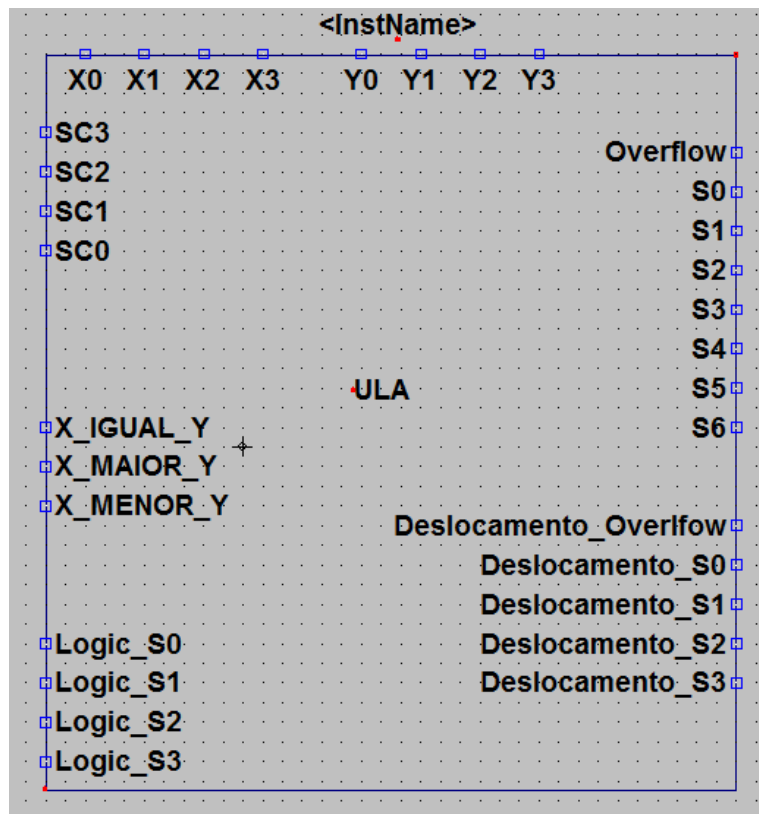 <InstName>
X0 X1 X2 X3 Y0 Y1 Y2 Y3
SC3
Overflow
SC2
S0
SC1
S1
SC0
S2
S3
S4
ULA
S5
X_IGUAL_Y
S6
X_MAIOR_Y
X_MENOR_Y
Deslocamento_Overlfow
Deslocamento_S0
Deslocamento_S1
Logic_S0
Deslocamento_S2
Logic_S1
Deslocamento_S3
Logic_S2
Logic_S3